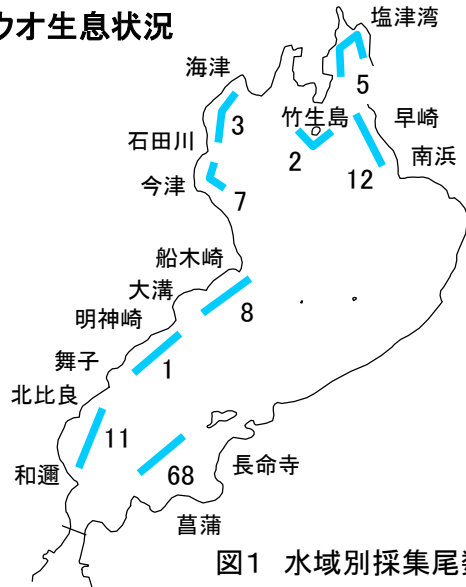 ウオ生息状況
塩津湾
海津
5
3
竹生島
早崎
石田川
2
南浜
12
今津
7
船木崎
大溝
8
明神崎
舞子
1
北比良
11
和邇
68
長命寺
菖蒲
図1 水域別採集尾数